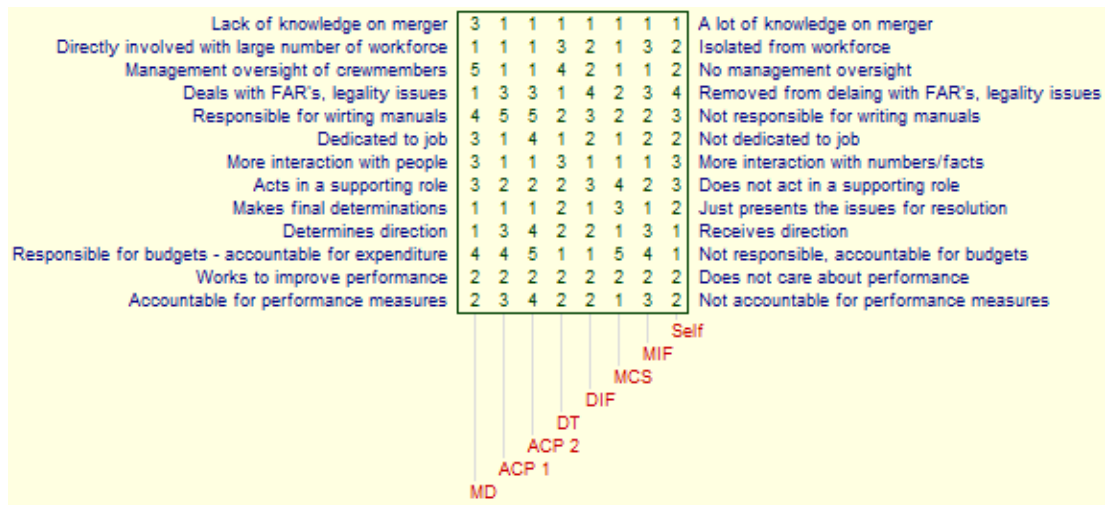 Lack of knowledge on merger 3 1 1 1 1 1 1 1 A lot of knowledge on merger
Directly involved with large number of workforce 1 1 1 3 2 1 3 2 Isolated from workforce
Management oversight of crewmembers 5 1 1 4 2 1 1 2 No management oversight
Deals with FAR's, legality issues 1 3 3 1 4 2 3 4 Removed from delaing with FAR's, legality issues
Responsible for wirting manuals 4 5 5 2 3 2 2 3 Not responsible for writing manuals
Dedicated to job 3 1 4 1 2 1 2 2 Not dedicated to job
More interaction with people 3 1 1 3 1 1 1 3 More interaction with numbers/facts
Acts in a supporting role 3 2 2 2 3 4 2 3 Does not act in a supporting role
Makes final determinations 1 1 1 2 1 3 1 2 Just presents the issues for resolution
Determines direction 1 3 4 2 2 1 3 1 Receives direction
Responsible for budgets - accountable for expenditure 4 4 5 1 1 5 4 1 Not responsible, accountable for budgets
Works to improve performance 2 2 2 2 2 2 2 2 Does not care about performance
Accountable for performance measures 2 3 4 2 2 1 3 2 Not accountable for performance measures
Self
MIF
MCS
DIF
DT
ACP 2
ACP 1
MD